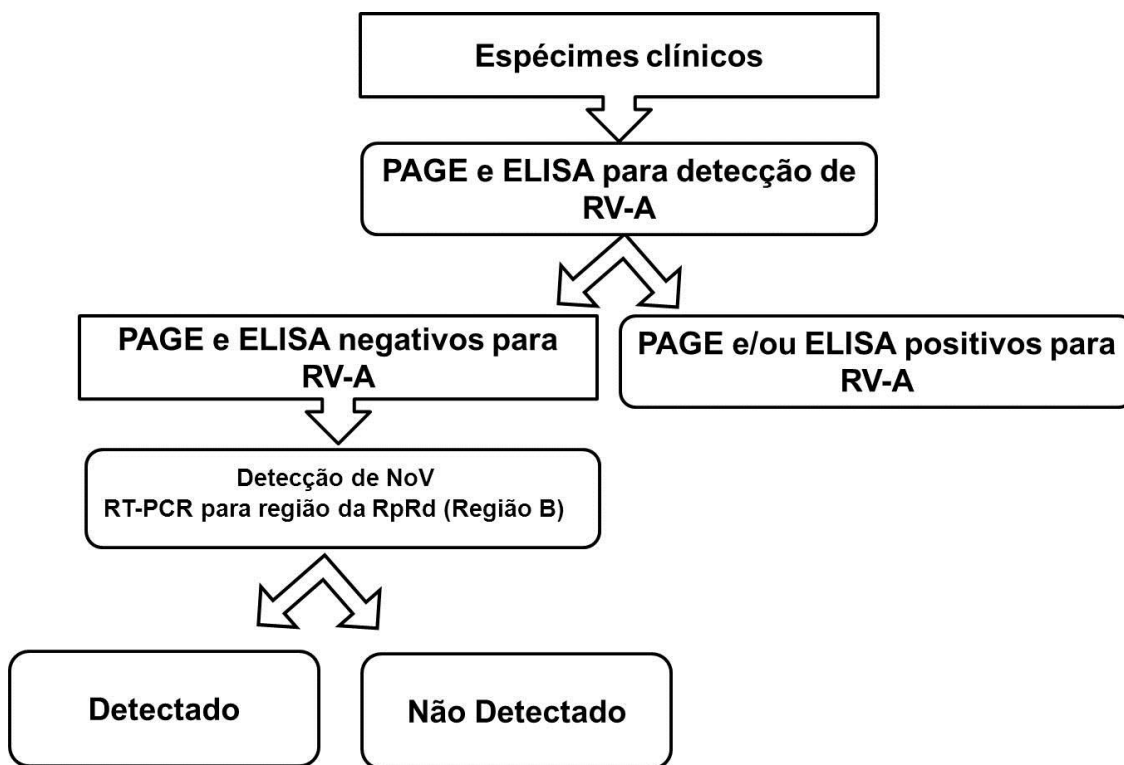 Espécimes clínicos
PAGE e ELISA para detecção de
RV-A
PAGE e ELISA negativos para
RV-A
PAGE e/ou ELISA positivos para
RV-A
Detecção de NoV
RT-PCR para região da RpRd (Região B)
Detectado
Não Detectado